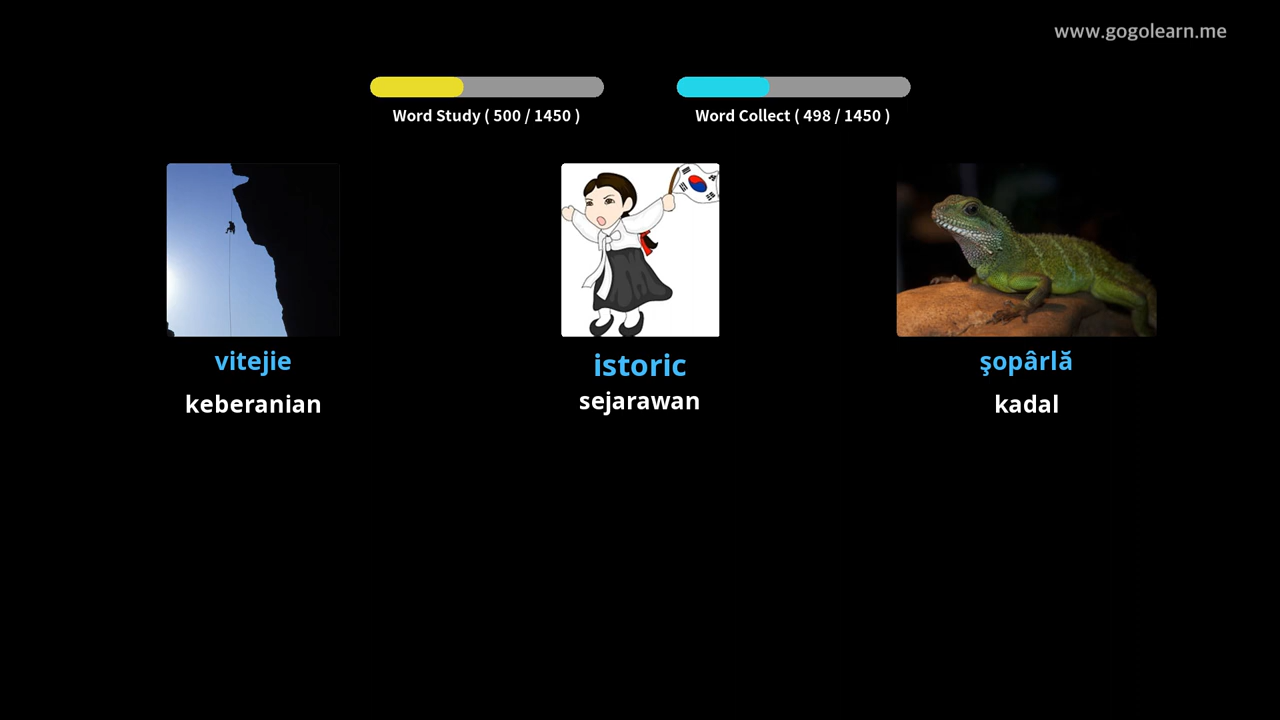 www.gogolearn.me
Word Study ( 500 / 1450 )
Word Collect ( 498 / 1450 )
vitejie
keberanian
istoric
sejarawan
şopârlă
kadal